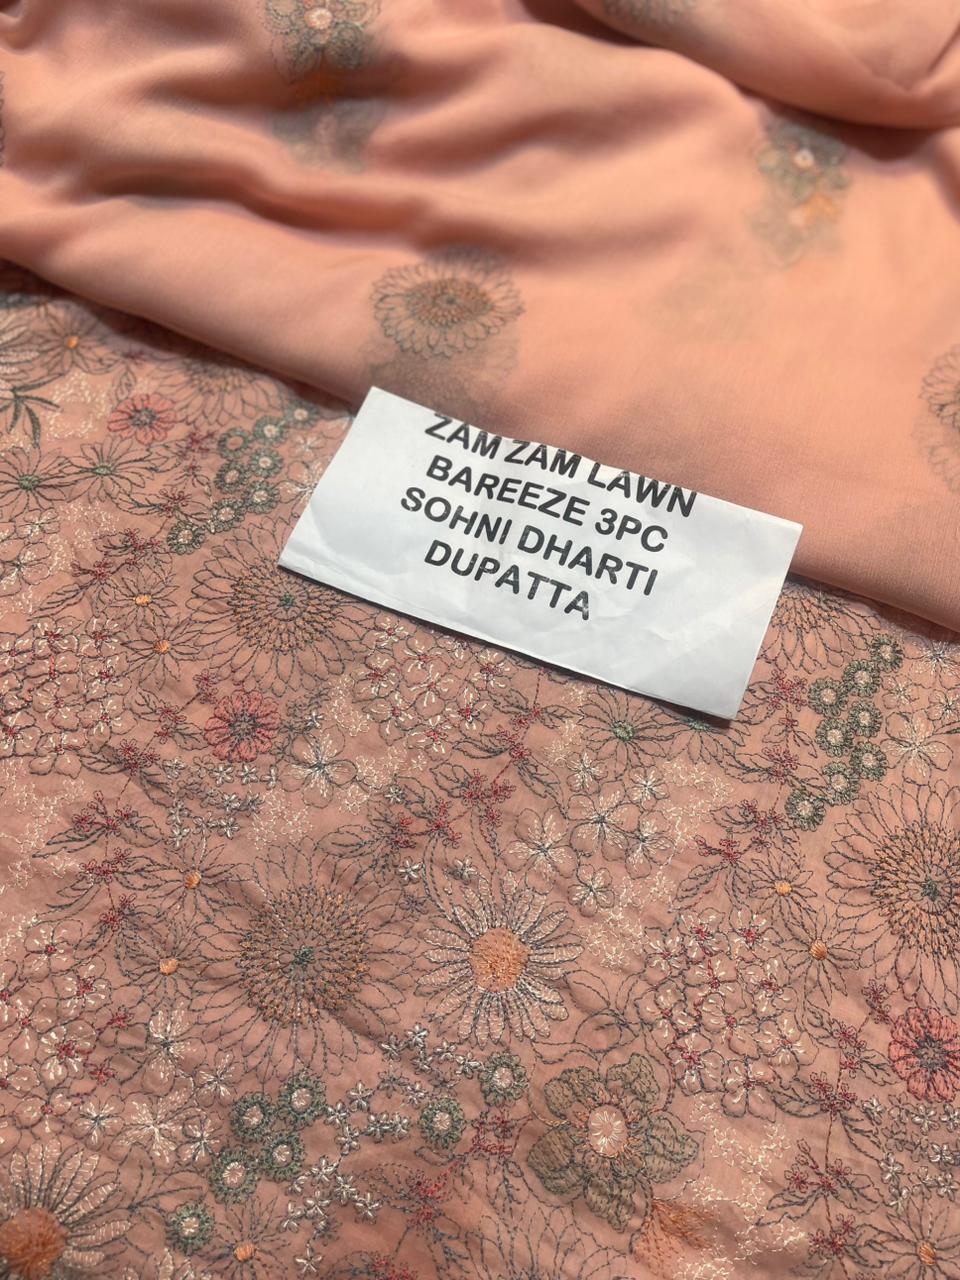 ZAM ZAM LAWN
BAREEZE 3PC
SOHNI DHARTI
DUPATTA